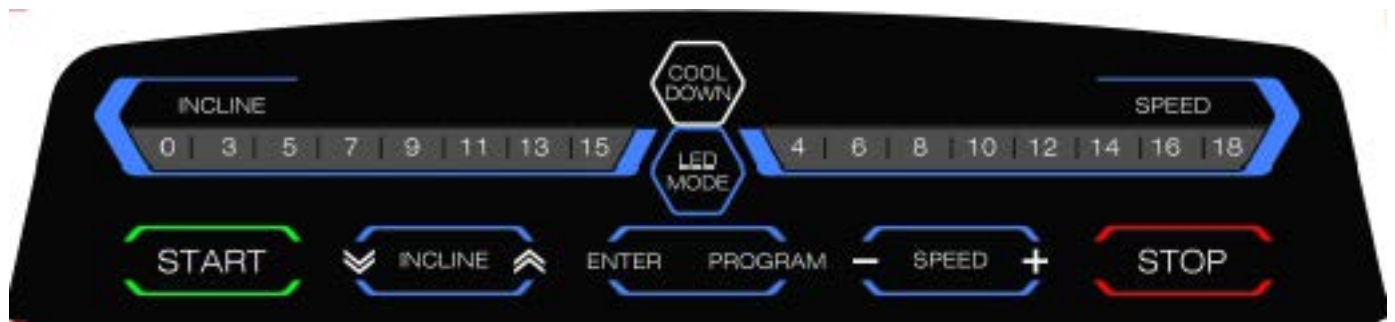 COOL
DOWN
INCLINE
SPEED
0 | 3 | 5 | 7 | 9 | 11 | 13 | 15
4 | 6 | 8 | 10 | 12 | 14 | 16 | 18
LED
MODE
START
INCLINE
ENTER PROGRAM
− SPEED +
STOP